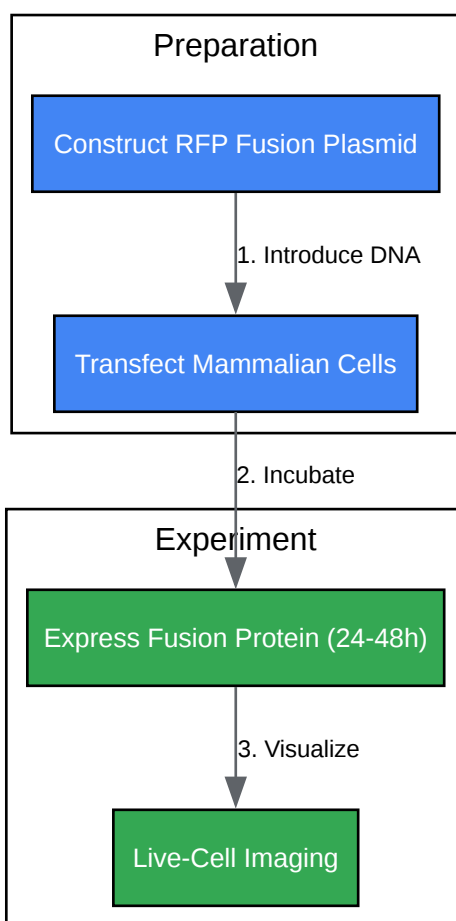 Preparation
Construct RFP Fusion Plasmid
1. Introduce DNA
Transfect Mammalian Cells
2. Incubate
Experiment
Express Fusion Protein (24-48h)
3. Visualize
Live-Cell Imaging